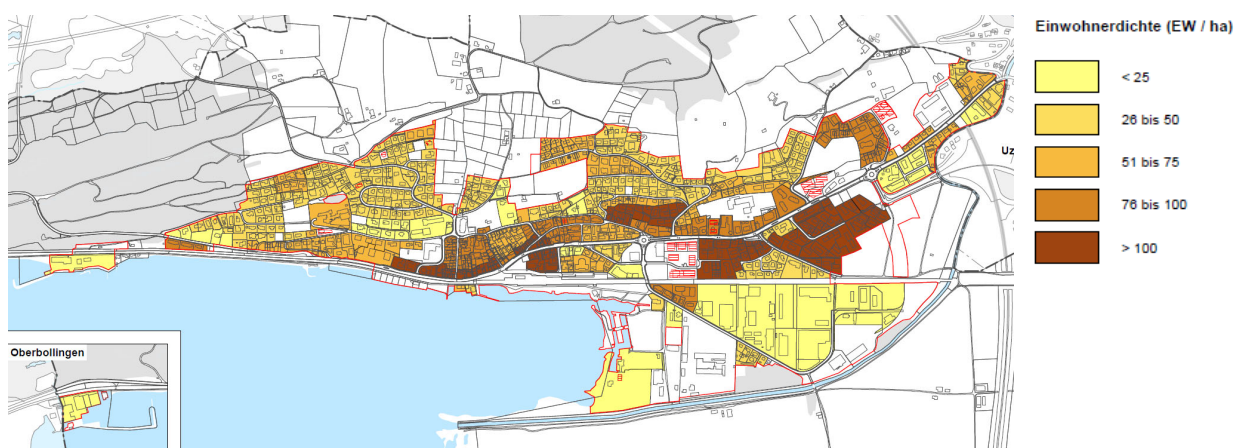 Einwohnerdichte (EW / ha)
< 25
26 bis 50
51 bis 75
76 bis 100
> 100
Uz
Oberbollingen